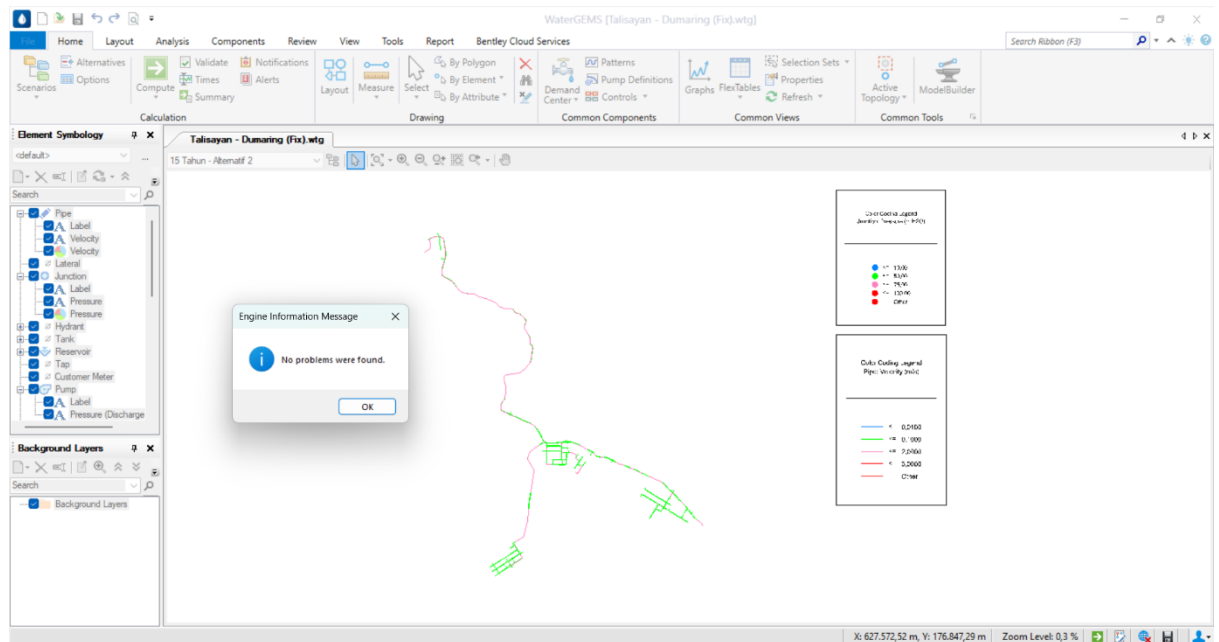 WaterGEMS [Talisayan - Dumaring (Fix).wtg]
File Home Layout Analysis Components Review View Tools Report Bentley Cloud Services
Search Ribbon (F3)
Scenarios
Alternatives
Options
Compute
Validate
Times
Summary
Notifications
Alerts
Calculation
Layout
Measure
Select
By Polygon
By Element
By Attribute
Drawing
Demand Center
Patterns
Pump Definitions
Controls
Common Components
Graphs
FlexTables
Selection Sets
Properties
Refresh
Common Views
Active Topology
ModelBuilder
Common Tools
Element Symbology
<default>
Search
Pipe
Label
Velocity
Velocity
Lateral
Junction
Label
Pressure
Pressure
Hydrant
Tank
Reservoir
Tap
Customer Meter
Pump
Label
Pressure (Discharge
Background Layers
Search
Background Layers
Talisayan - Dumaring (Fix).wtg
15 Tahun - Alternatif 2
Engine Information Message
No problems were found.
OK
Color Coding Legend
Color Coding Legend
Pipe: Velocity (m/s)
Other
Other
X: 627.572,52 m, Y: 176.847,29 m Zoom Level: 0,3 %